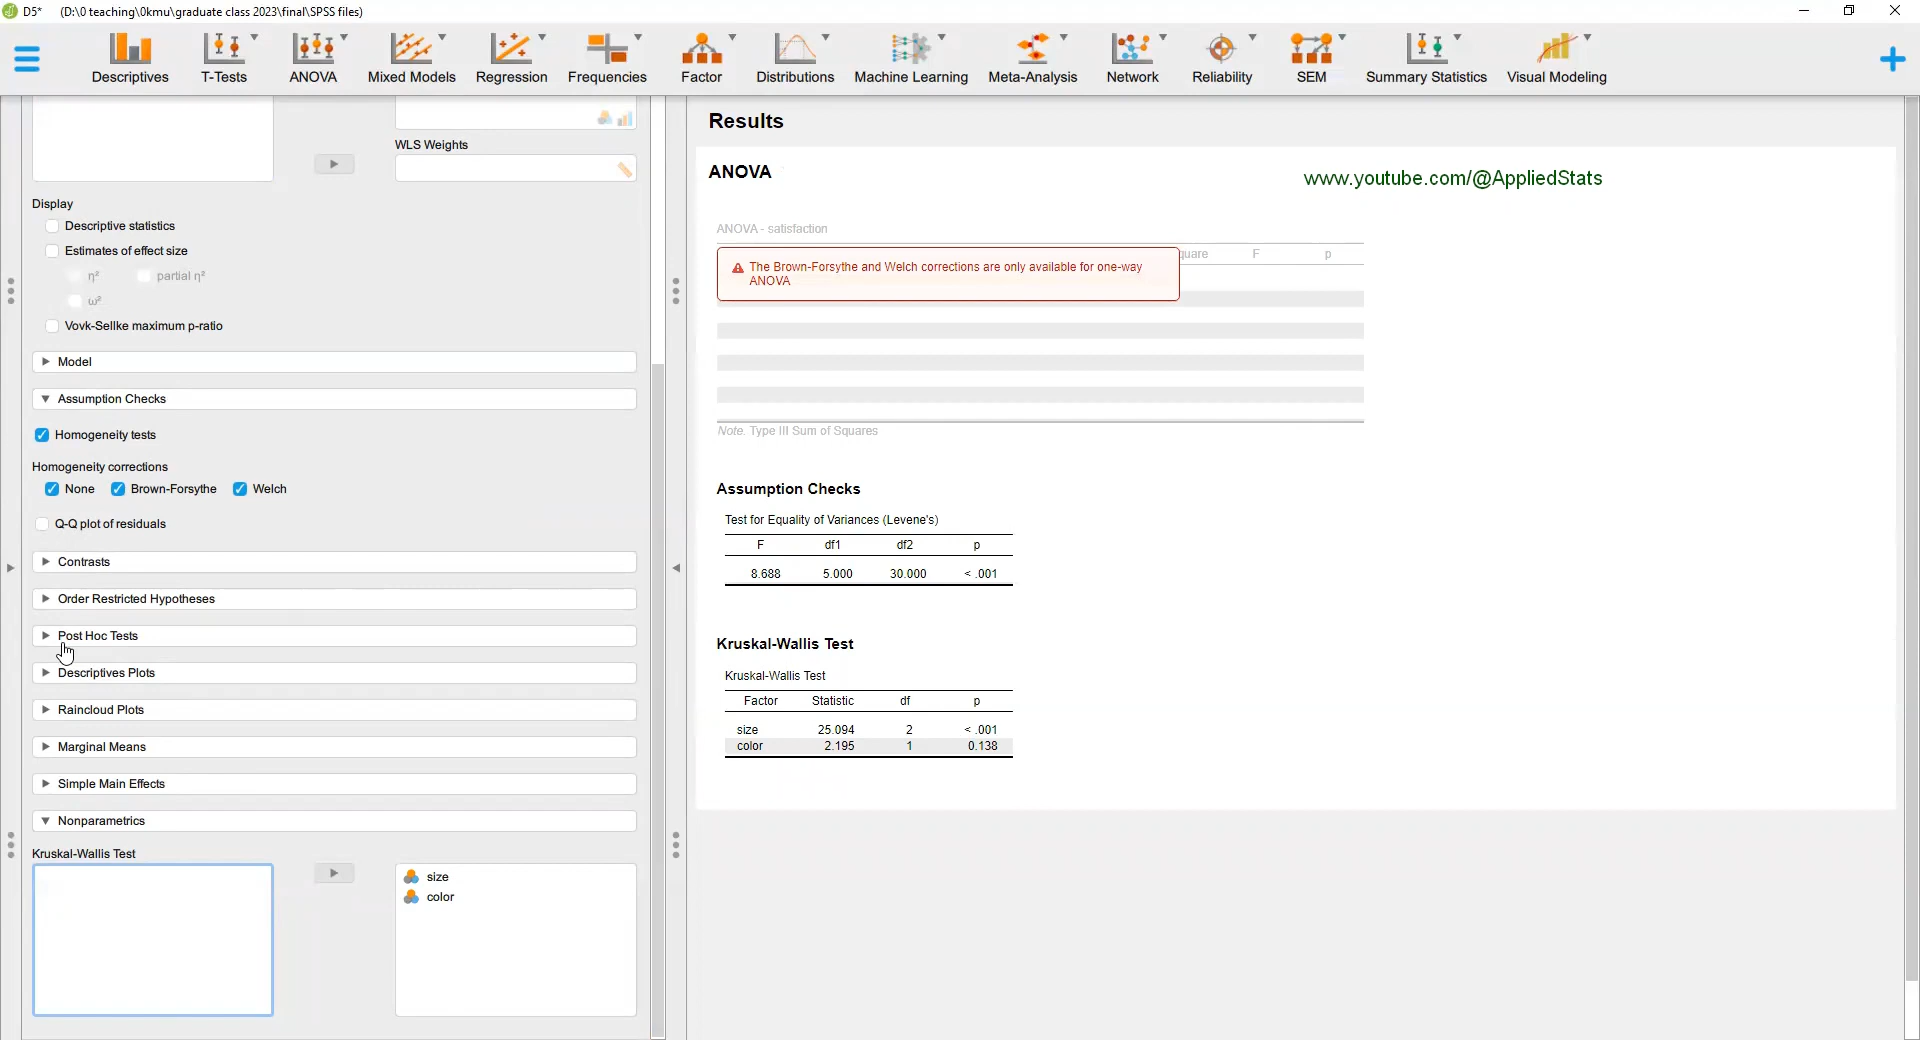 D5* (D:\0 teaching\0kmu\graduate class 2023\final\SPSS files)
Descriptives T-Tests ANOVA Mixed Models Regression Frequencies Factor Distributions Machine Learning Meta-Analysis Network Reliability SEM Summary Statistics Visual Modeling
WLS Weights
Display
Descriptive statistics
Estimates of effect size
η² partial η²
ω²
Vovk-Sellke maximum p-ratio
Model
Assumption Checks
Homogeneity tests
Homogeneity corrections
None Brown-Forsythe Welch
Q-Q plot of residuals
Contrasts
Order Restricted Hypotheses
Post Hoc Tests
Descriptives Plots
Raincloud Plots
Marginal Means
Simple Main Effects
Nonparametrics
Kruskal-Wallis Test
size
color
Results
ANOVA
www.youtube.com/@AppliedStats
ANOVA - satisfaction
quare F p
The Brown-Forsythe and Welch corrections are only available for one-way
ANOVA
Note. Type III Sum of Squares
Assumption Checks
Test for Equality of Variances (Levene's)
F df1 df2 p
8.688 5.000 30.000 < .001
Kruskal-Wallis Test
Kruskal-Wallis Test
Factor Statistic df p
size 25.094 2 < .001
color 2.195 1 0.138